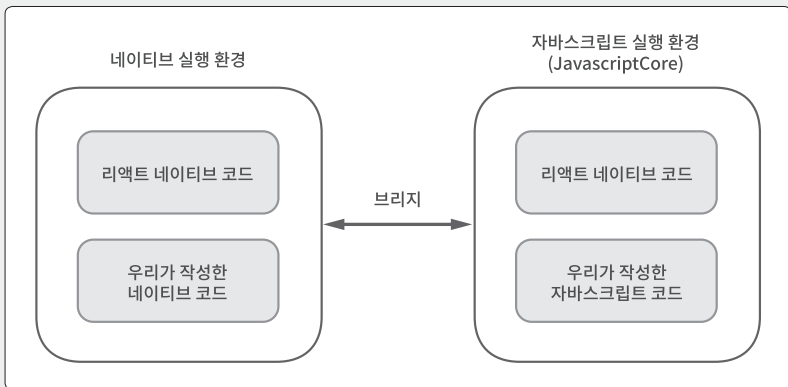 네이티브 실행 환경
자바스크립트 실행 환경
(JavascriptCore)
리액트 네이티브 코드
브리지
리액트 네이티브 코드
우리가 작성한
네이티브 코드
우리가 작성한
자바스크립트 코드